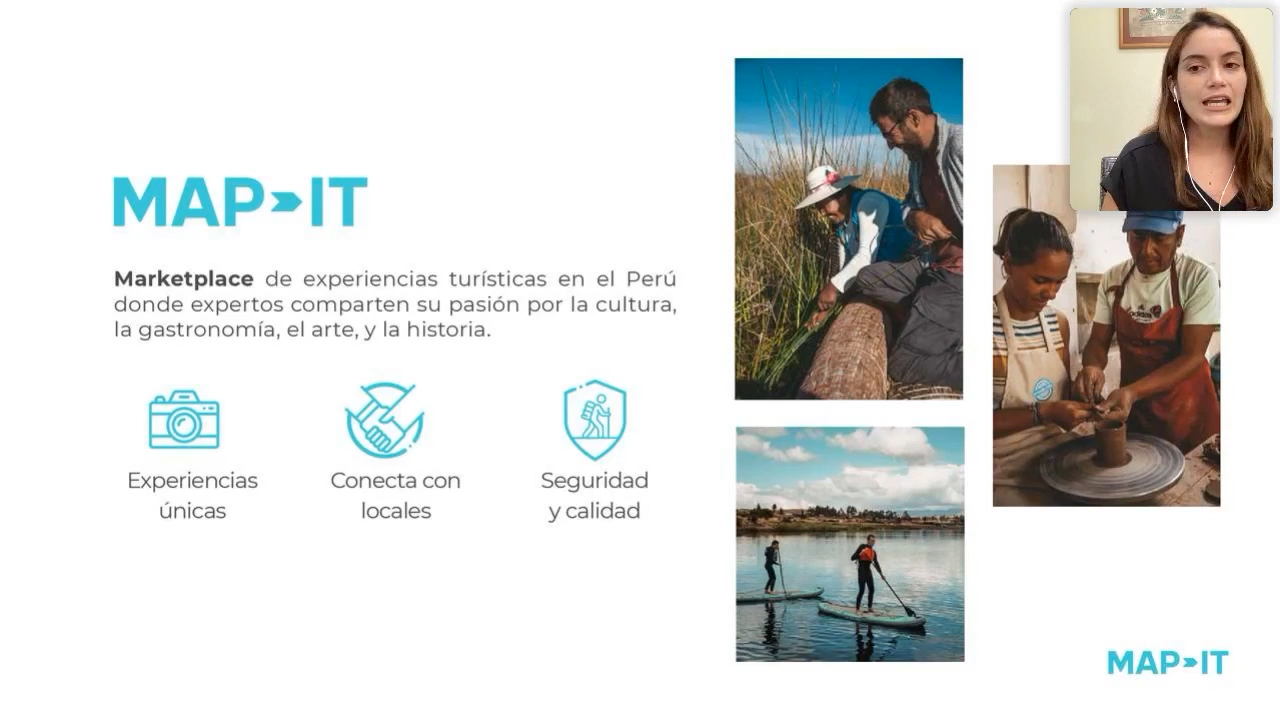 MAP IT
Marketplace de experiencias turísticas en el Perú
donde expertos comparten su pasión por la cultura,
la gastronomía, el arte, y la historia.
Experiencias
únicas
Conecta con
locales
Seguridad
y calidad
MAP IT